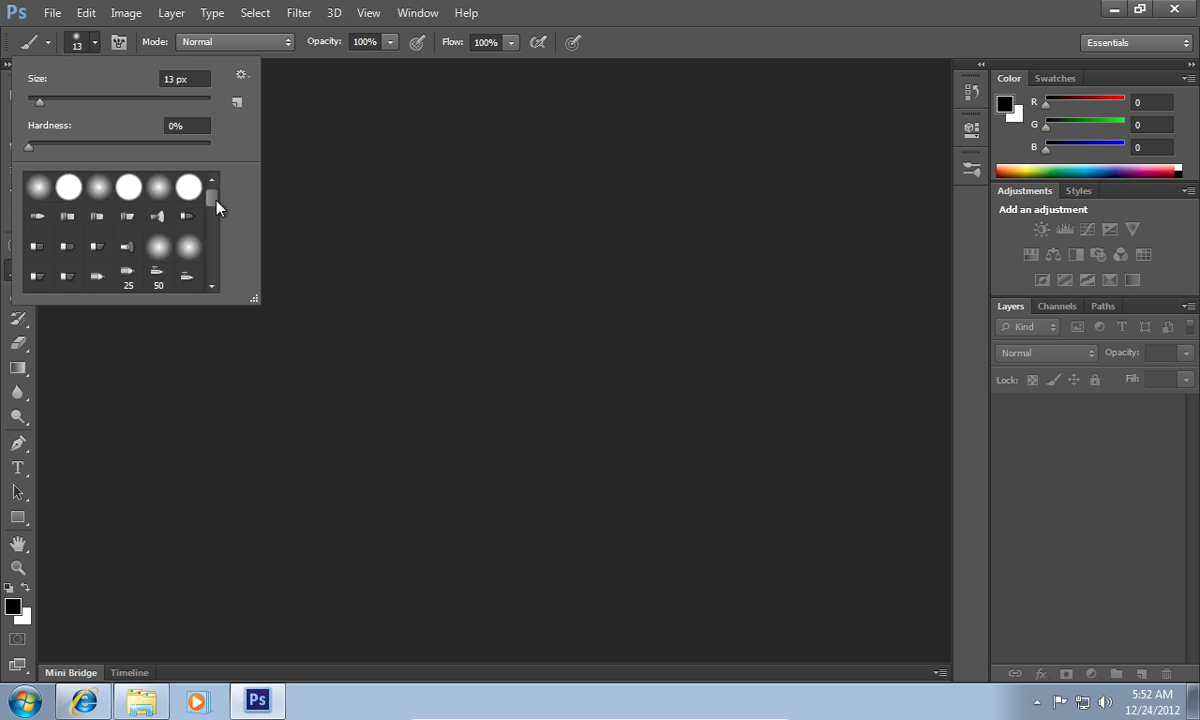 Ps File Edit Image Layer Type Select Filter 3D View Window Help
13 Mode: Normal Opacity: 100% Flow: 100% Essentials
Size: 13 px
Hardness: 0%
25 50
Color Swatches
R 0
G 0
B 0
Adjustments Styles
Add an adjustment
Layers Channels Paths
Kind
Normal Opacity:
Lock: Fill:
Mini Bridge Timeline
Ps
5:52 AM
12/24/2012